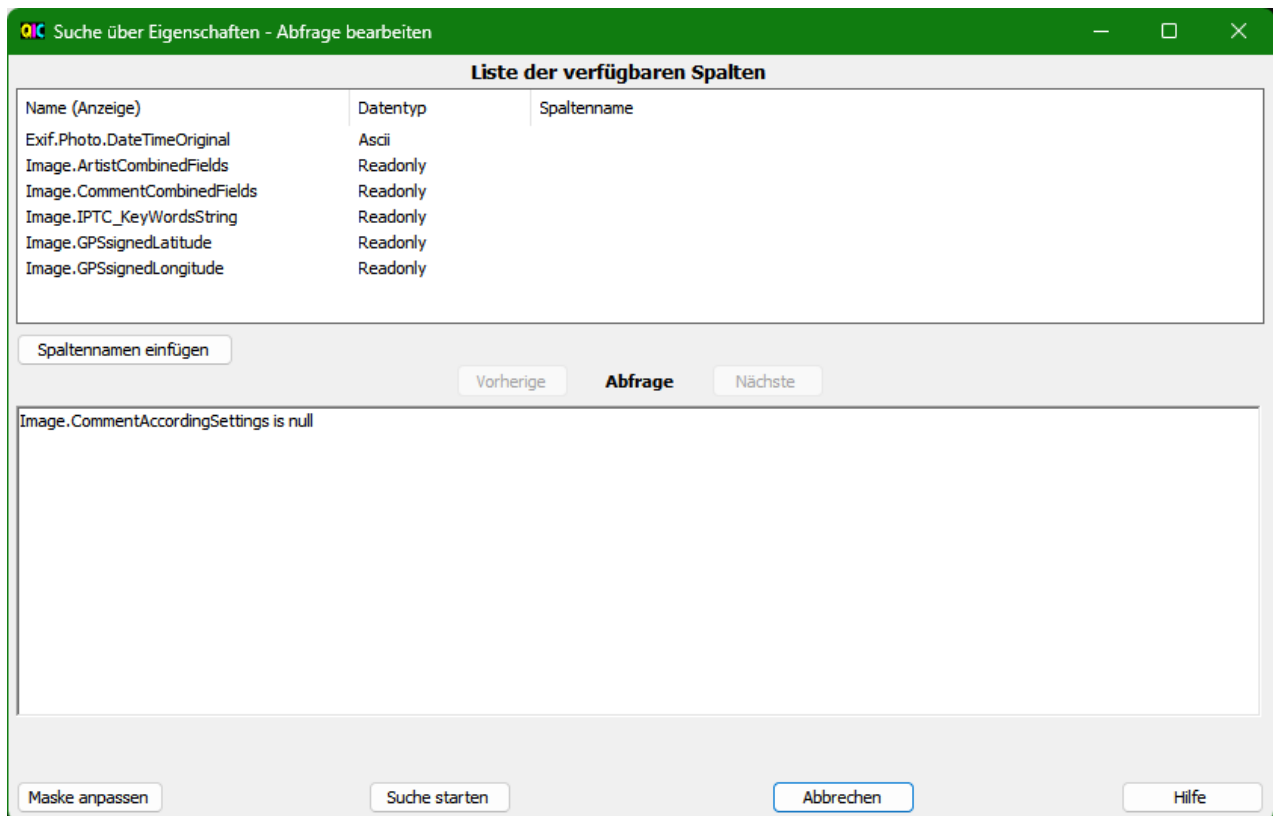 QIC Suche über Eigenschaften - Abfrage bearbeiten
Liste der verfügbaren Spalten
Name (Anzeige) Datentyp Spaltenname
Exif.Photo.DateTimeOriginal Ascii
Image.ArtistCombinedFields Readonly
Image.CommentCombinedFields Readonly
Image.IPTC_KeyWordsString Readonly
Image.GPSsignedLatitude Readonly
Image.GPSsignedLongitude Readonly
Spaltennamen einfügen
Vorherige Abfrage Nächste
Image.CommentAccordingSettings is null
Maske anpassen Suche starten Abbrechen Hilfe